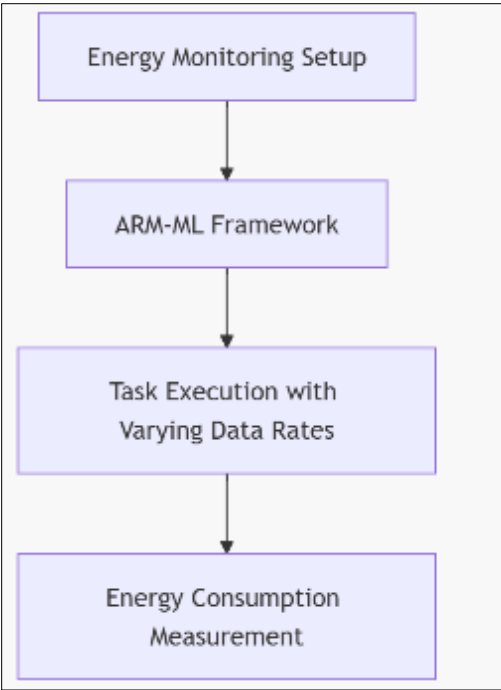 Energy Monitoring Setup
ARM-ML Framework
Task Execution with
Varying Data Rates
Energy Consumption
Measurement